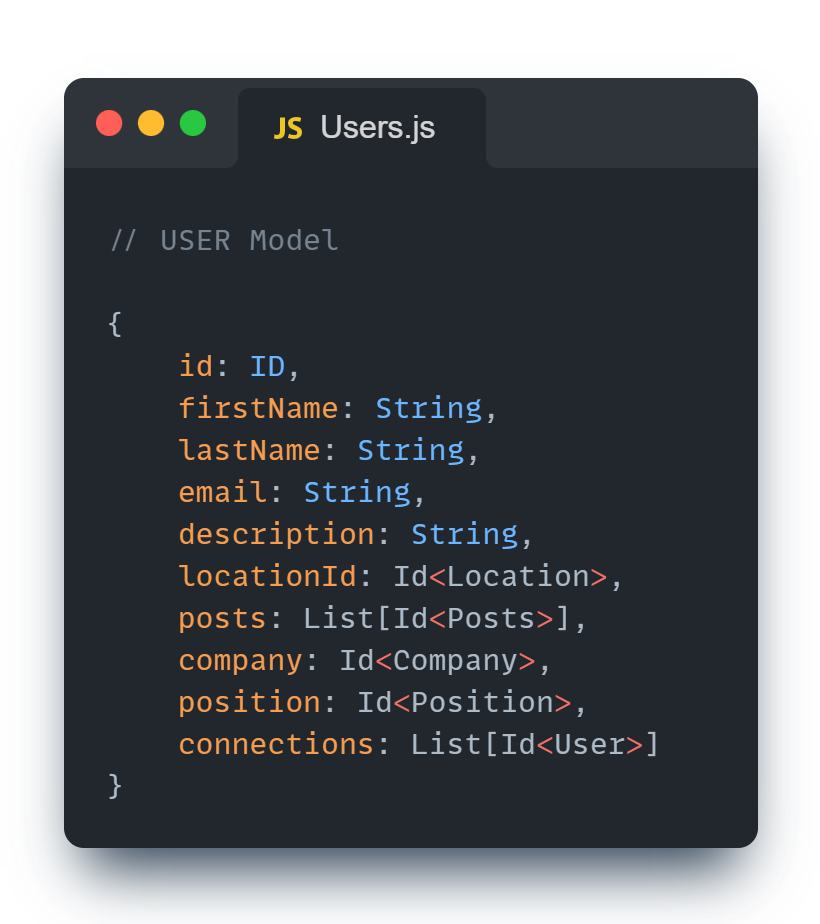 JS Users.js
// USER Model
{
    id: ID,
    firstName: String,
    lastName: String,
    email: String,
    description: String,
    locationId: Id<Location>,
    posts: List[Id<Posts>],
    company: Id<Company>,
    position: Id<Position>,
    connections: List[Id<User>]
}